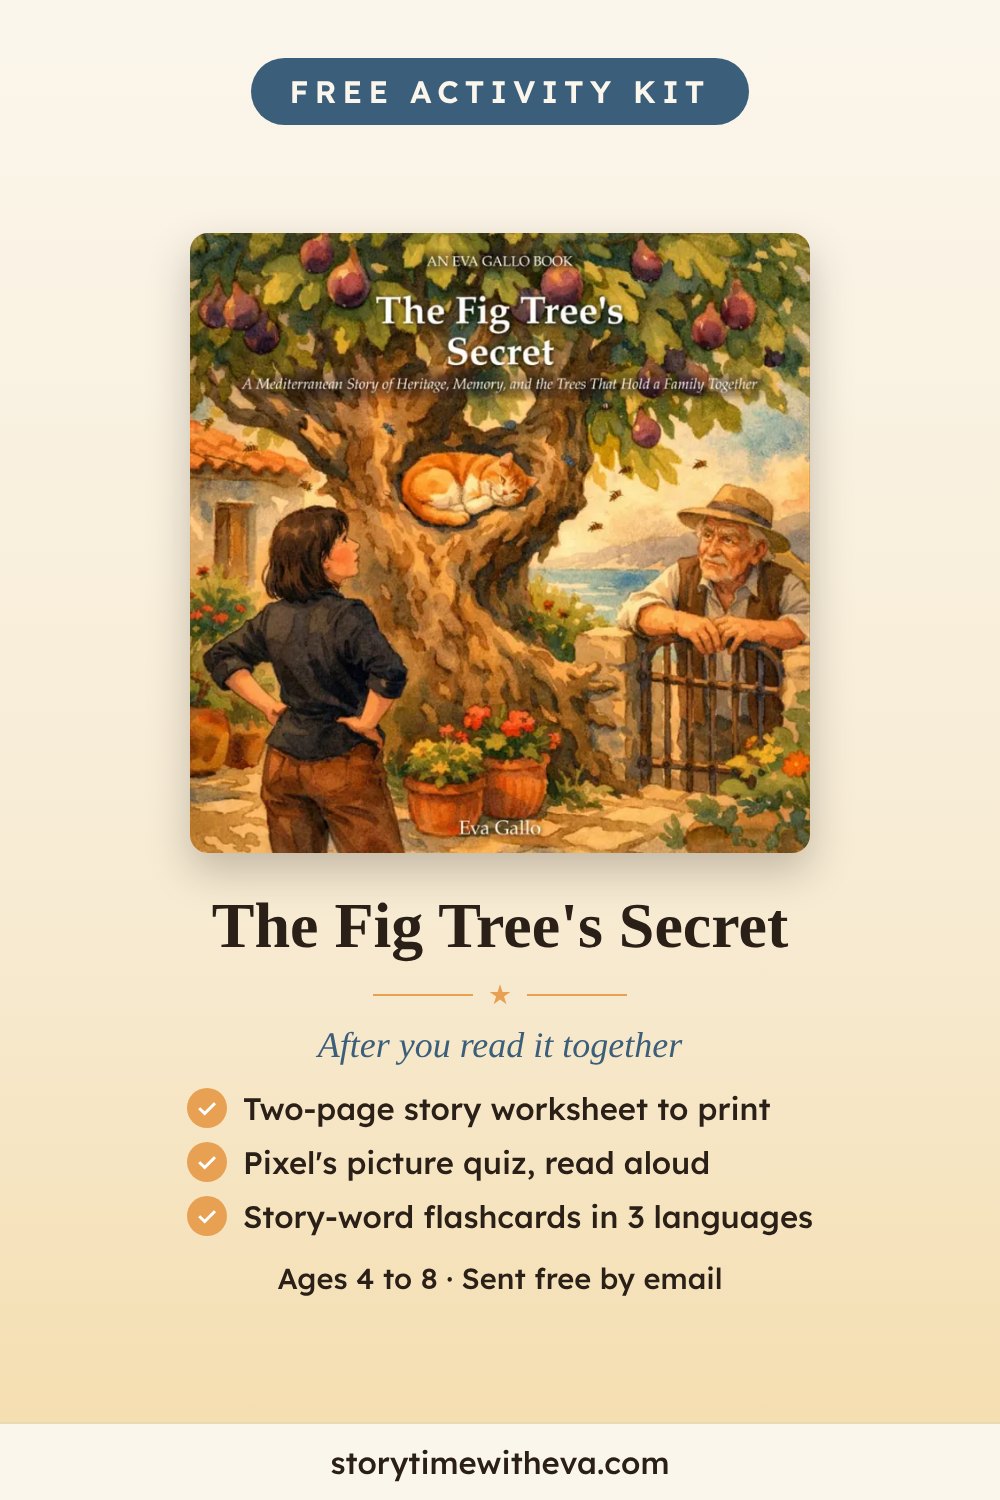 FREE ACTIVITY KIT
AN EVA GALLO BOOK
The Fig Tree's
Secret
A Mediterranean Story of Heritage, Memory, and the Trees That Hold a Family Together
Eva Gallo
The Fig Tree's Secret
After you read it together
Two-page story worksheet to print
Pixel's picture quiz, read aloud
Story-word flashcards in 3 languages
Ages 4 to 8 · Sent free by email
storytimewitheva.com